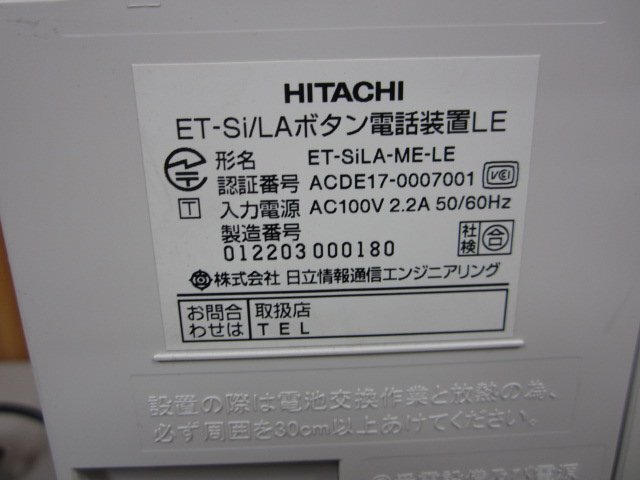 HITACHI
ET-Si/LAボタン電話装置LE
形名 ET-SiLA-ME-LE
認証番号 ACDE17-0007001 VCCI
T 入力電源 AC100V 2.2A 50/60Hz
製造番号
012203000180
社検 合
株式会社 日立情報通信エンジニアリング
お問合わせは 取扱店
TEL
設置の際は電池交換作業と放熱の為、
必ず周囲を30cm以上あけてください。